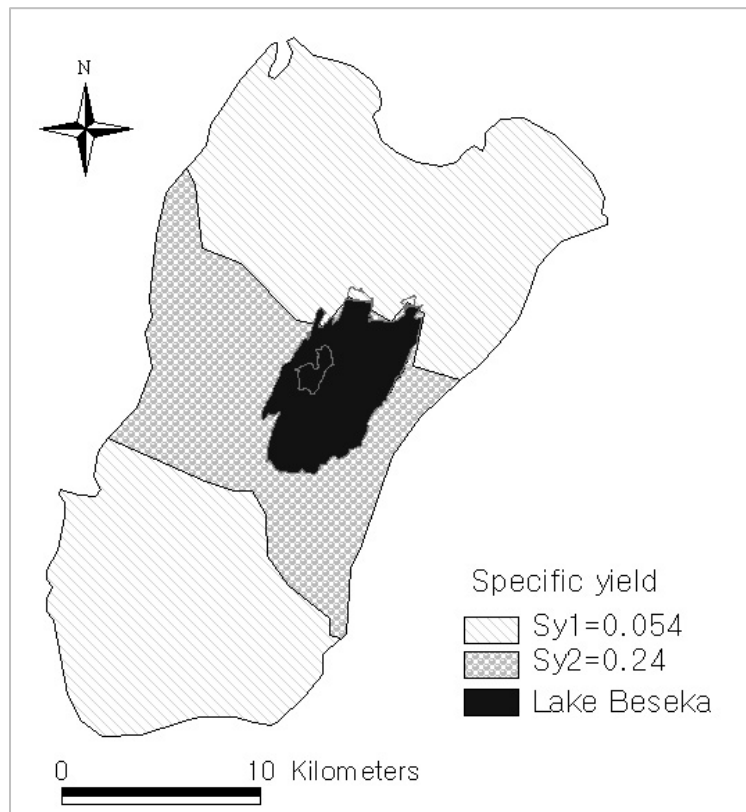 N
Specific yield
Sy1=0.054
Sy2=0.24
Lake Beseka
0 10 Kilometers